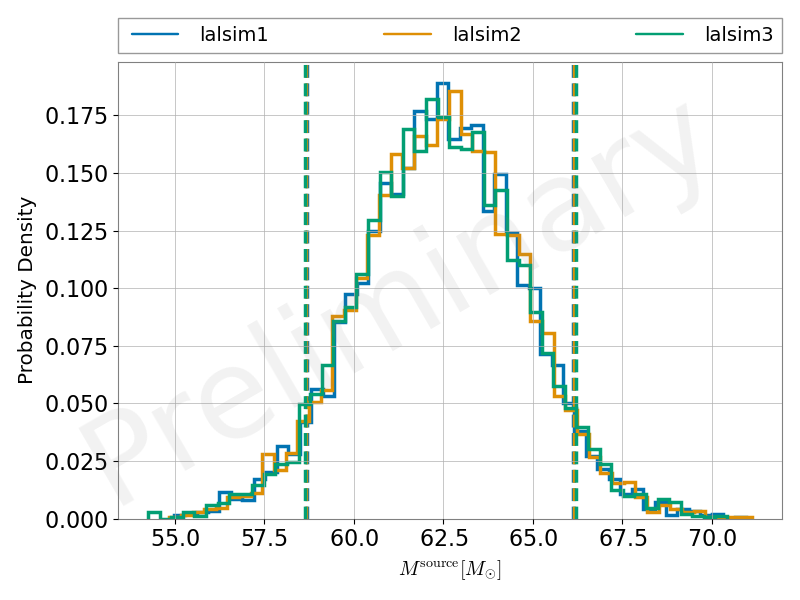 lalsim1 lalsim2 lalsim3
0.175
0.150
0.125
0.100
0.075
0.050
0.025
0.000
Probability Density
Preliminary
55.0 57.5 60.0 62.5 65.0 67.5 70.0
M^source [M_⊙]